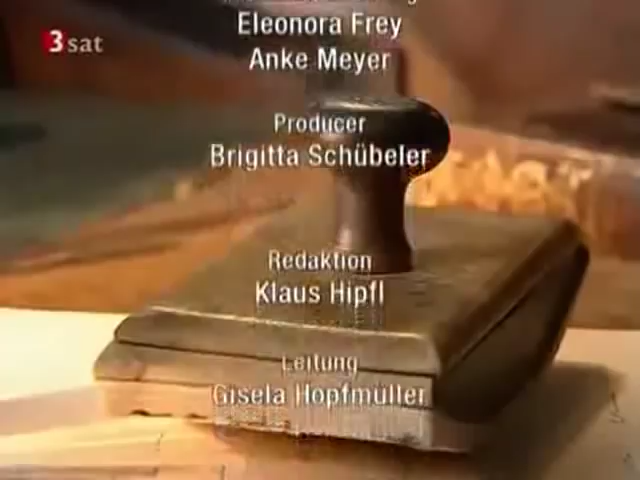 3sat
Eleonora Frey
Anke Meyer
Producer
Brigitta Schübeler
Redaktion
Klaus Hipfl
Leitung
Gisela Hopfmüller